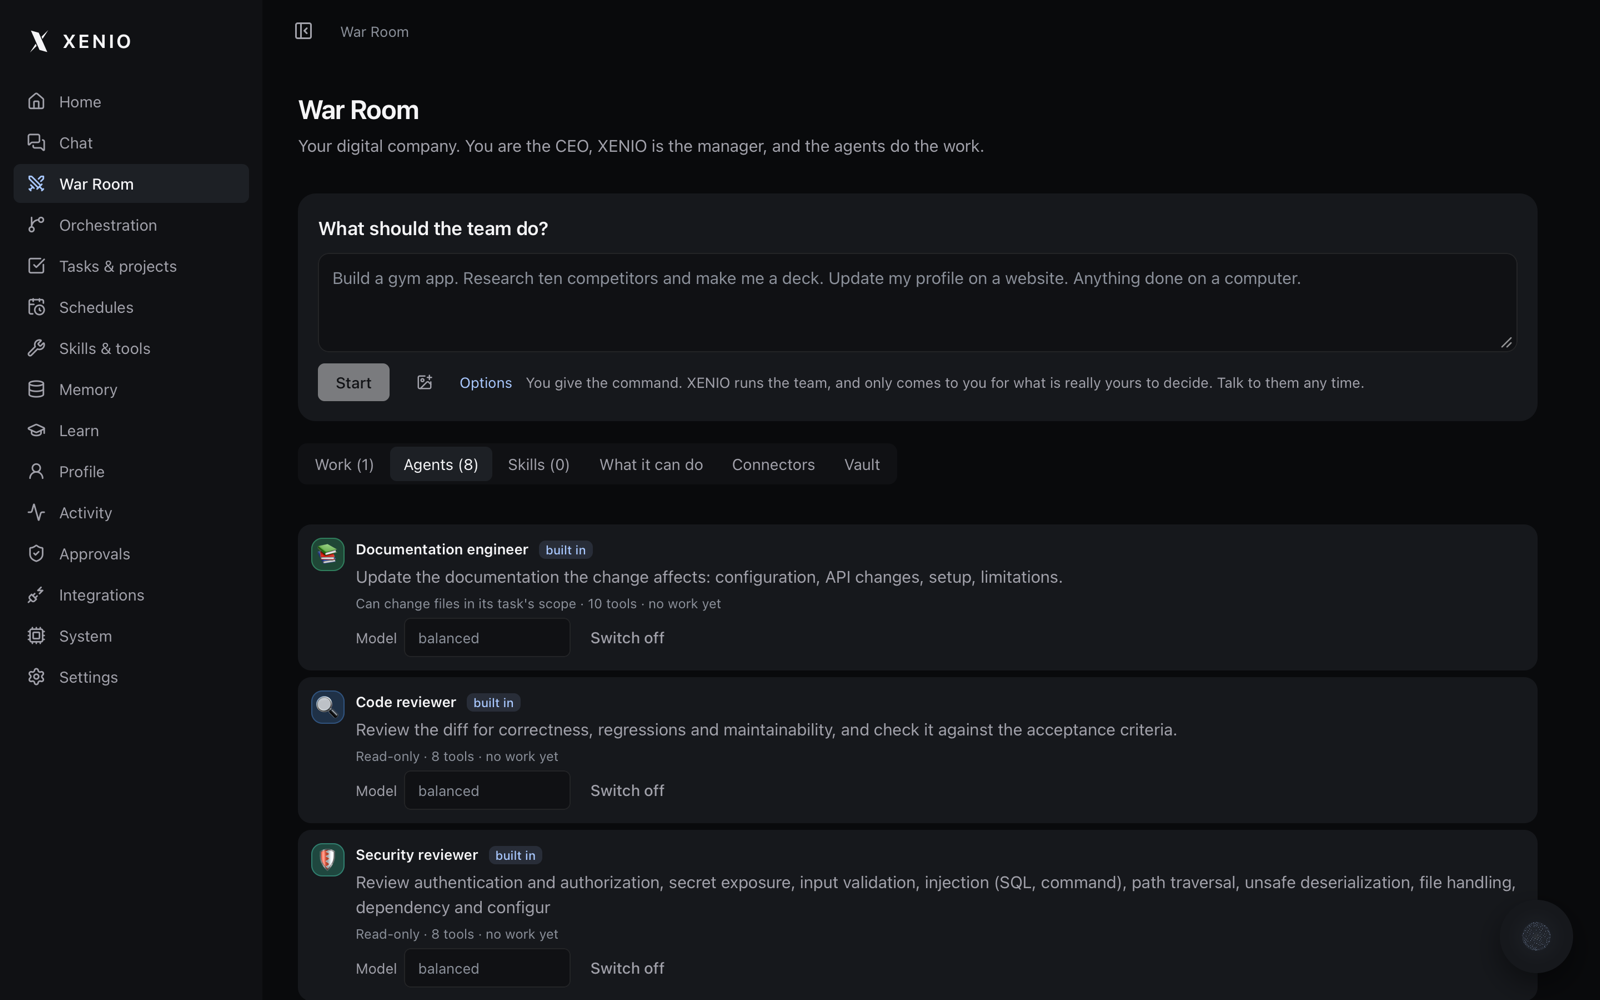 XENIO
Home
Chat
War Room
Orchestration
Tasks & projects
Schedules
Skills & tools
Memory
Learn
Profile
Activity
Approvals
Integrations
System
Settings
War Room
War Room
Your digital company. You are the CEO, XENIO is the manager, and the agents do the work.
What should the team do?
Build a gym app. Research ten competitors and make me a deck. Update my profile on a website. Anything done on a computer.
Start Options You give the command. XENIO runs the team, and only comes to you for what is really yours to decide. Talk to them any time.
Work (1) Agents (8) Skills (0) What it can do Connectors Vault
Documentation engineer built in
Update the documentation the change affects: configuration, API changes, setup, limitations.
Can change files in its task's scope · 10 tools · no work yet
Model balanced Switch off
Code reviewer built in
Review the diff for correctness, regressions and maintainability, and check it against the acceptance criteria.
Read-only · 8 tools · no work yet
Model balanced Switch off
Security reviewer built in
Review authentication and authorization, secret exposure, input validation, injection (SQL, command), path traversal, unsafe deserialization, file handling,
dependency and configur
Read-only · 8 tools · no work yet
Model balanced Switch off